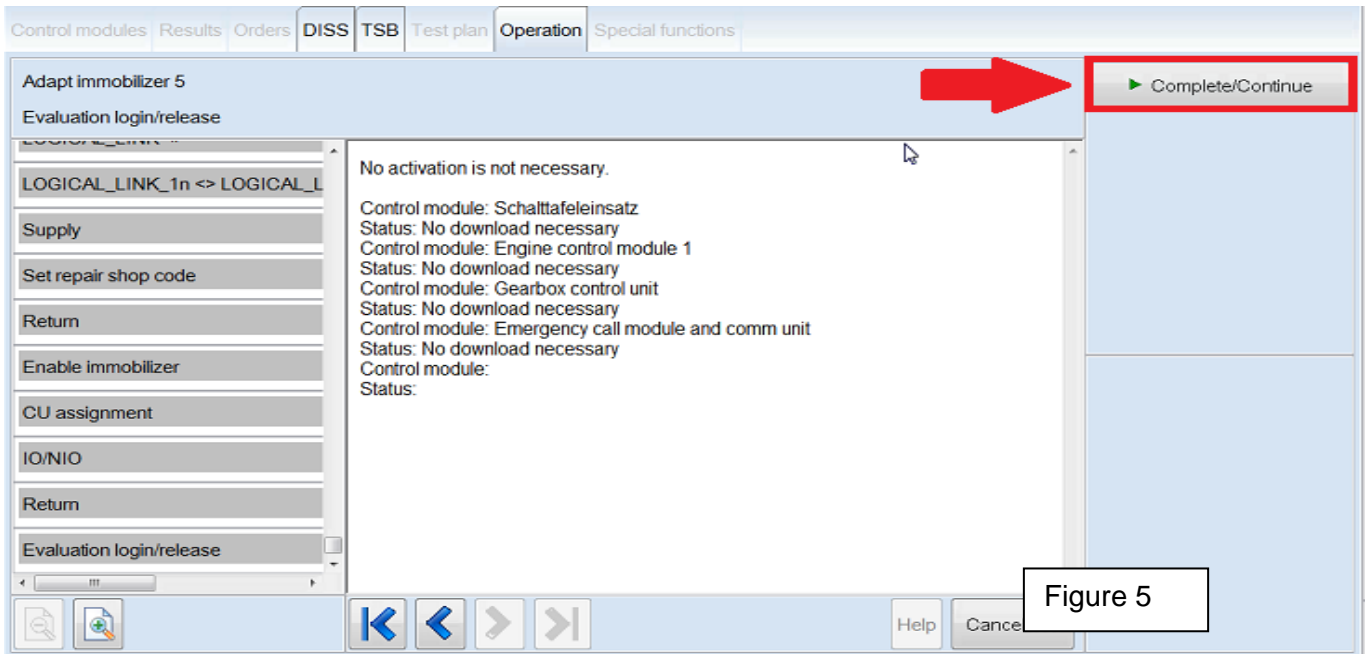 Control modules Results Orders DISS TSB Test plan Operation Special functions
Adapt immobilizer 5
Evaluation login/release
Complete/Continue
LOGICAL_LINK_1n <> LOGICAL_L
Supply
Set repair shop code
Return
Enable immobilizer
CU assignment
IO/NIO
Return
Evaluation login/release
No activation is not necessary.
Control module: Schalttafeleinsatz
Status: No download necessary
Control module: Engine control module 1
Status: No download necessary
Control module: Gearbox control unit
Status: No download necessary
Control module: Emergency call module and comm unit
Status: No download necessary
Control module:
Status:
Help
Cance
Figure 5